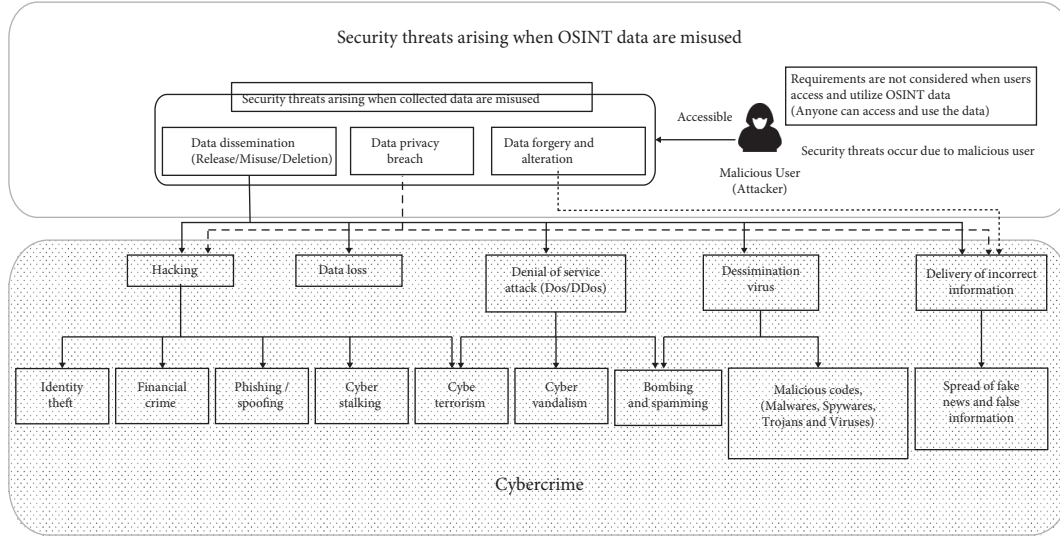 Security threats arising when OSINT data are misused
Requirements are not considered when users
access and utilize OSINT data
(Anyone can access and use the data)
Security threats arising when collected data are misused
Accessible
Data dissemination
(Release/Misuse/Deletion)
Data privacy
breach
Data forgery and
alteration
Security threats occur due to malicious user
Malicious User
(Attacker)
Hacking
Data loss
Denial of service
attack (Dos/DDos)
Dessimination
virus
Delivery of incorrect
information
Identity
theft
Financial
crime
Phishing /
spoofing
Cyber
stalking
Cybe
terrorism
Cyber
vandalism
Bombing
and spamming
Malicious codes,
(Malwares, Spywares,
Trojans and Viruses)
Spread of fake
news and false
information
Cybercrime